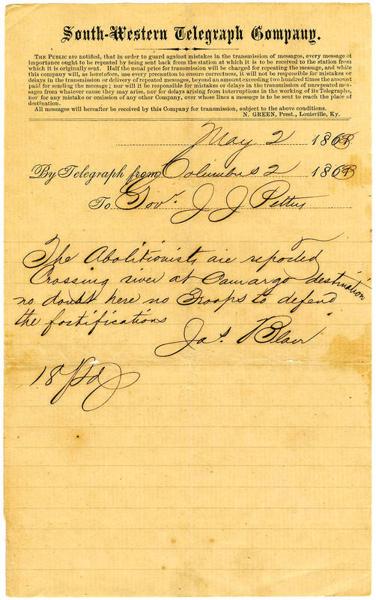 South-Western Telegraph Company.
THE PUBLIC are notified, that in order to guard against mistakes in the transmission of messages, every message of
importance ought to be repeated by being sent back from the station at which it is to be received to the station from
which it is originally sent. Half the usual price for transmission will be charged for repeating the message, and while
this company will, as heretofore, use every precaution to ensure correctness, it will not be responsible for mistakes or
delays in the transmission or delivery of repeated messages, beyond an amount exceeding two hundred times the amount
paid for sending the message; nor will it be responsible for mistakes or delays in the transmission of unrepeated mes-
sages from whatever cause they may arise, nor for delays arising from interruptions in the working of its Telegraphs,
nor for any mistake or omission of any other Company, over whose lines a message is to be sent to reach the place of
destination.
All messages will hereafter be received by this Company for transmission, subject to the above conditions.
N. GREEN, Prest., Louisville, Ky.
May 2 1863
By Telegraph from Columbus 2 1863
To Gov. J J Pettus
The Abolitionists are reported
Crossing river at Camargo destination
no doubt here no Troops to defend
the fortifications
Jas. Blair
18